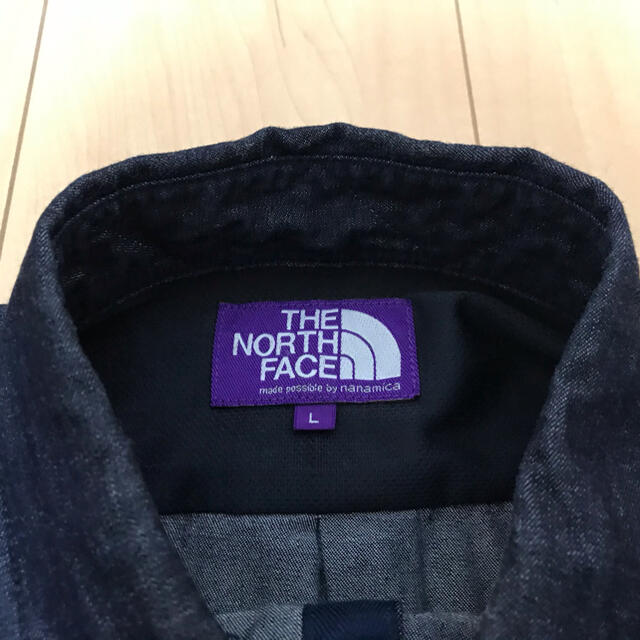 THE
NORTH
FACE
made possible by nanamica
L